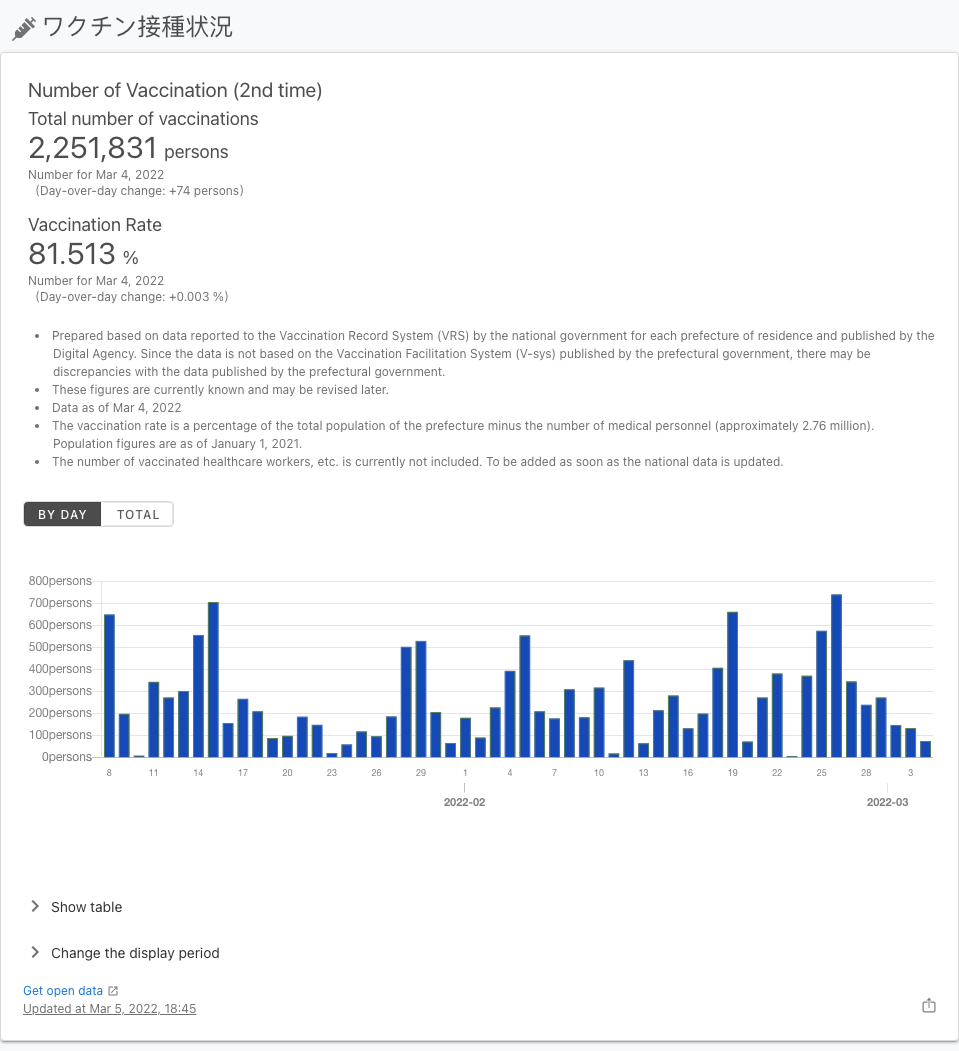 ワクチン接種状況
Number of Vaccination (2nd time)
Total number of vaccinations
2,251,831 persons
Number for Mar 4, 2022
(Day-over-day change: +74 persons)
Vaccination Rate
81.513 %
Number for Mar 4, 2022
(Day-over-day change: +0.003 %)
• Prepared based on data reported to the Vaccination Record System (VRS) by the national government for each prefecture of residence and published by the
Digital Agency. Since the data is not based on the Vaccination Facilitation System (V-sys) published by the prefectural government, there may be
discrepancies with the data published by the prefectural government.
• These figures are currently known and may be revised later.
• Data as of Mar 4, 2022
• The vaccination rate is a percentage of the total population of the prefecture minus the number of medical personnel (approximately 2.76 million).
Population figures are as of January 1, 2021.
• The number of vaccinated healthcare workers, etc. is currently not included. To be added as soon as the national data is updated.
BY DAY TOTAL
800persons
700persons
600persons
500persons
400persons
300persons
200persons
100persons
0persons
8 11 14 17 20 23 26 29 1 4 7 10 13 16 19 22 25 28 3
2022-02 2022-03
Show table
Change the display period
Get open data
Updated at Mar 5, 2022, 18:45